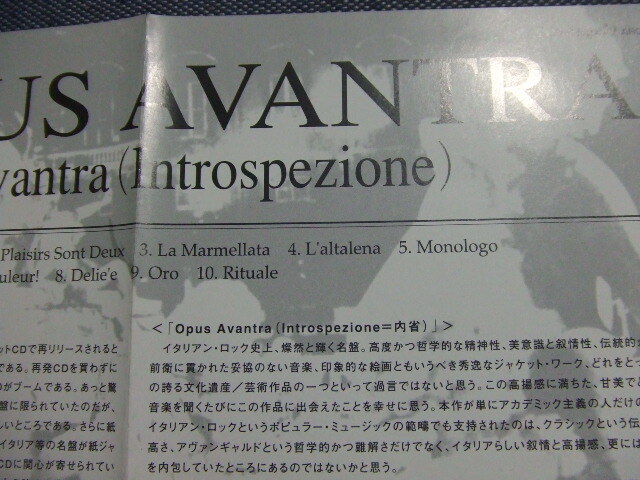 US AVANTRA
vantra (Introspezione)
Plaisirs Sont Deux 3. La Marmellata 4. L'altalena 5. Monologo
uleur! 8. Delie'e 9. Oro 10. Rituale
<「Opus Avantra (Introspezione=内省) 」>
ットCDで再リリースされると
である。再発CDを買わずに
のがブームである。あっと驚
盤に限られていたのだが、
しいところである。さらに紙
イタリア等の名盤が紙ジャ
CDに関心が寄せられてい
イタリアン・ロック史上、燦然と輝く名盤。高度かつ哲学的な精神性、美意識と叙情性、伝統的
前衛に貫かれた妥協のない音楽、印象的な絵画ともいうべき秀逸なジャケット・ワーク、どれをとっ
の誇る文化遺産／芸術作品の一つといって過言ではないと思う。この高揚感に満ちた、甘美で
音楽を聞くたびにこの作品に出会えたことを幸せに思う。本作が単にアカデミック主義の人だけの
イタリアン・ロックというポピュラー・ミュージックの範疇でも支持されたのは、クラシックという伝
高さ、アヴァンギャルドという哲学的かつ難解さだけでなく、イタリアらしい叙情と高揚感、更には
を内包していたところにあるのではないかと思う。